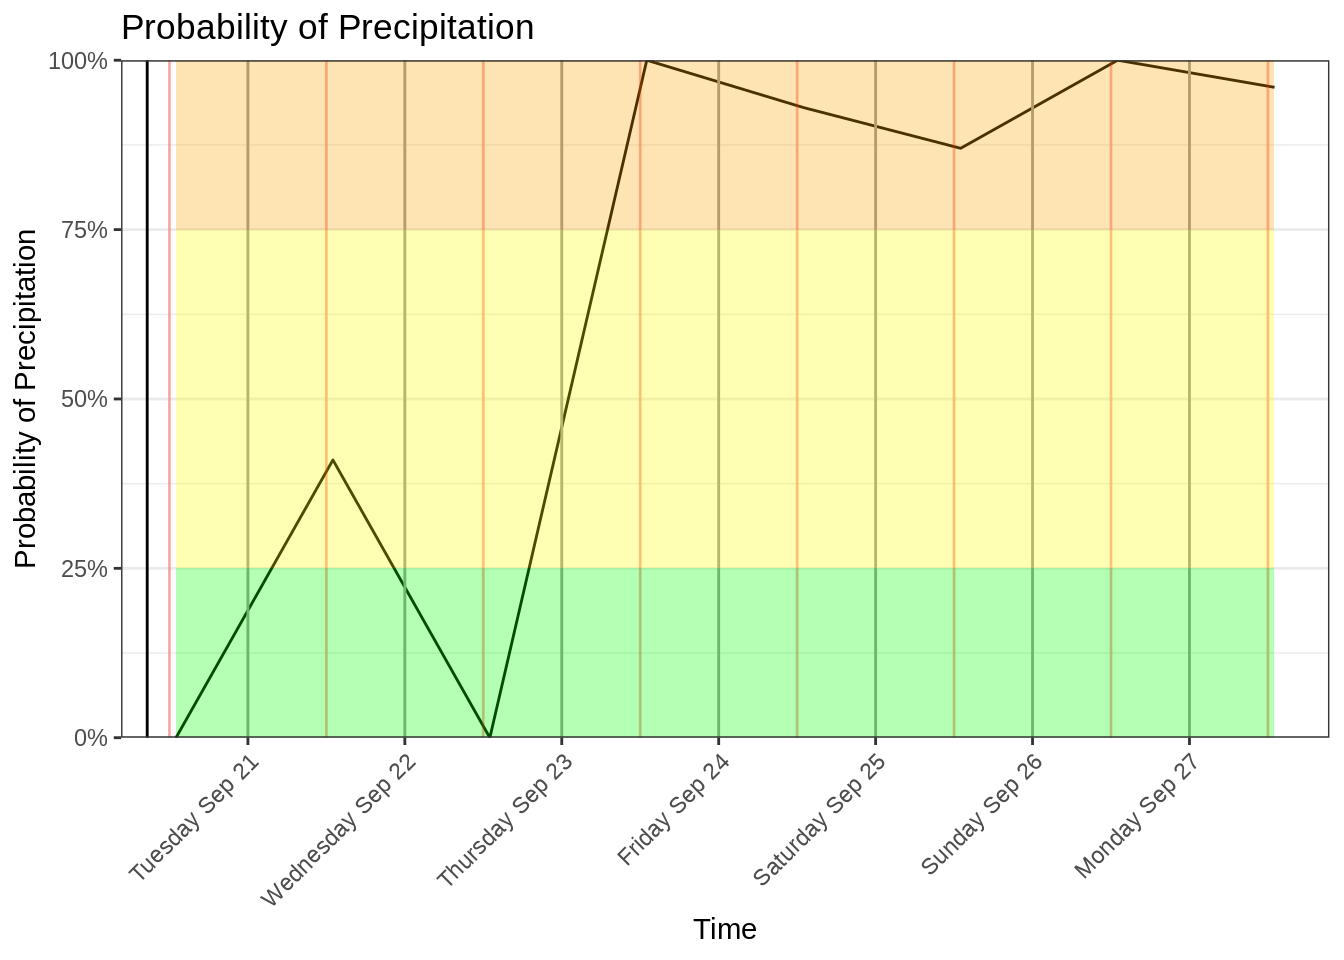 Probability of Precipitation
Probability of Precipitation
100%
75%
50%
25%
0%
Tuesday Sep 21
Wednesday Sep 22
Thursday Sep 23
Friday Sep 24
Saturday Sep 25
Sunday Sep 26
Monday Sep 27
Time